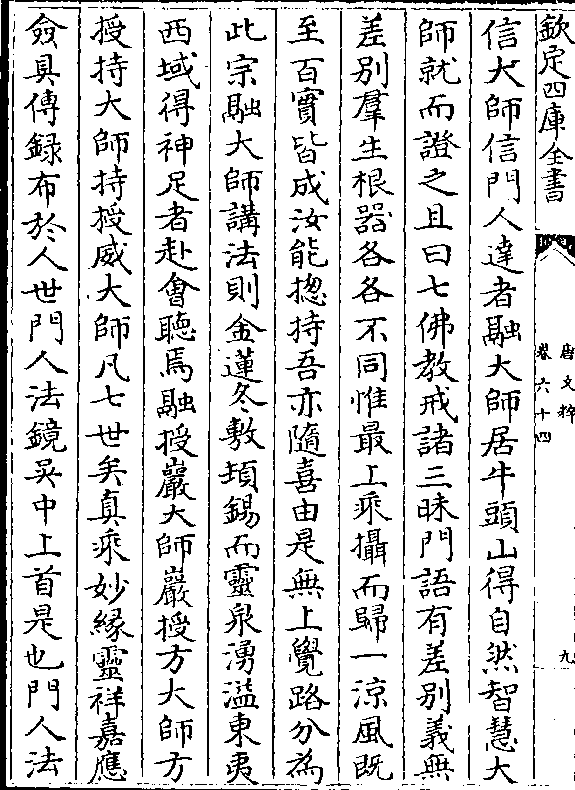 欽定四庫全書
唐文粹
卷六十四
九
信大師信門人達者融大師居牛頭山得自然智慧大
師就而證之且曰七佛教戒諸三昧門語有差別義無
差別羣生根器各各不同惟最上乘攝而歸一涼風既
至百實皆成汝能揔持吾亦隨喜由是無上覺路分為
此宗融大師講法則金蓮冬敷頓錫而靈泉湧溢東夷
西域得神足者赴會聽焉融授巖大師巖授方大師方
授持大師持授威大師凡七世矣真乘妙緣靈祥嘉應
僉具傳録布於人世門人法鏡吳中上首是也門人法